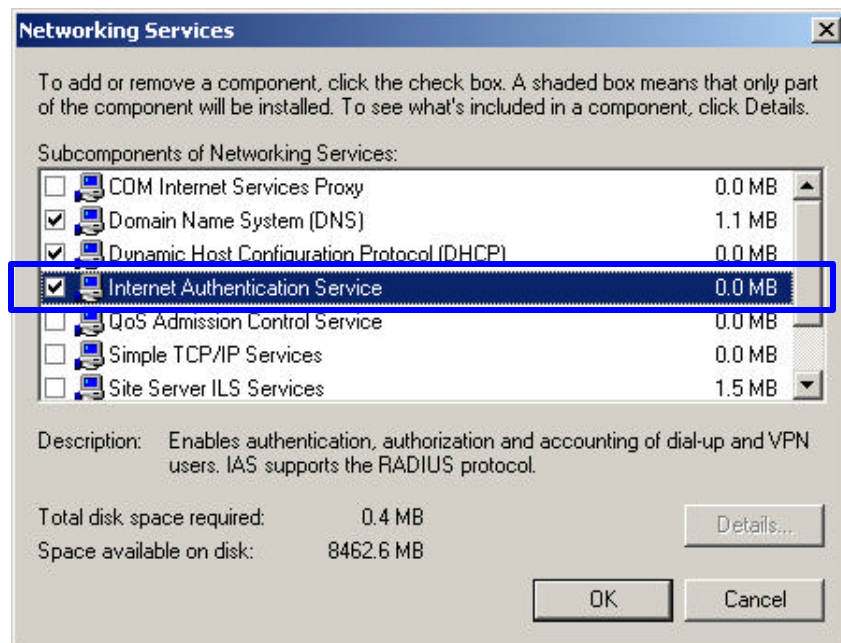 Networking Services
To add or remove a component, click the check box. A shaded box means that only part
of the component will be installed. To see what's included in a component, click Details.
Subcomponents of Networking Services:
COM Internet Services Proxy 0.0 MB
Domain Name System (DNS) 1.1 MB
Dynamic Host Configuration Protocol (DHCP) 0.0 MB
Internet Authentication Service 0.0 MB
QoS Admission Control Service 0.0 MB
Simple TCP/IP Services 0.0 MB
Site Server ILS Services 1.5 MB
Description: Enables authentication, authorization and accounting of dial-up and VPN
users. IAS supports the RADIUS protocol.
Total disk space required: 0.4 MB
Details...
Space available on disk: 8462.6 MB
OK Cancel